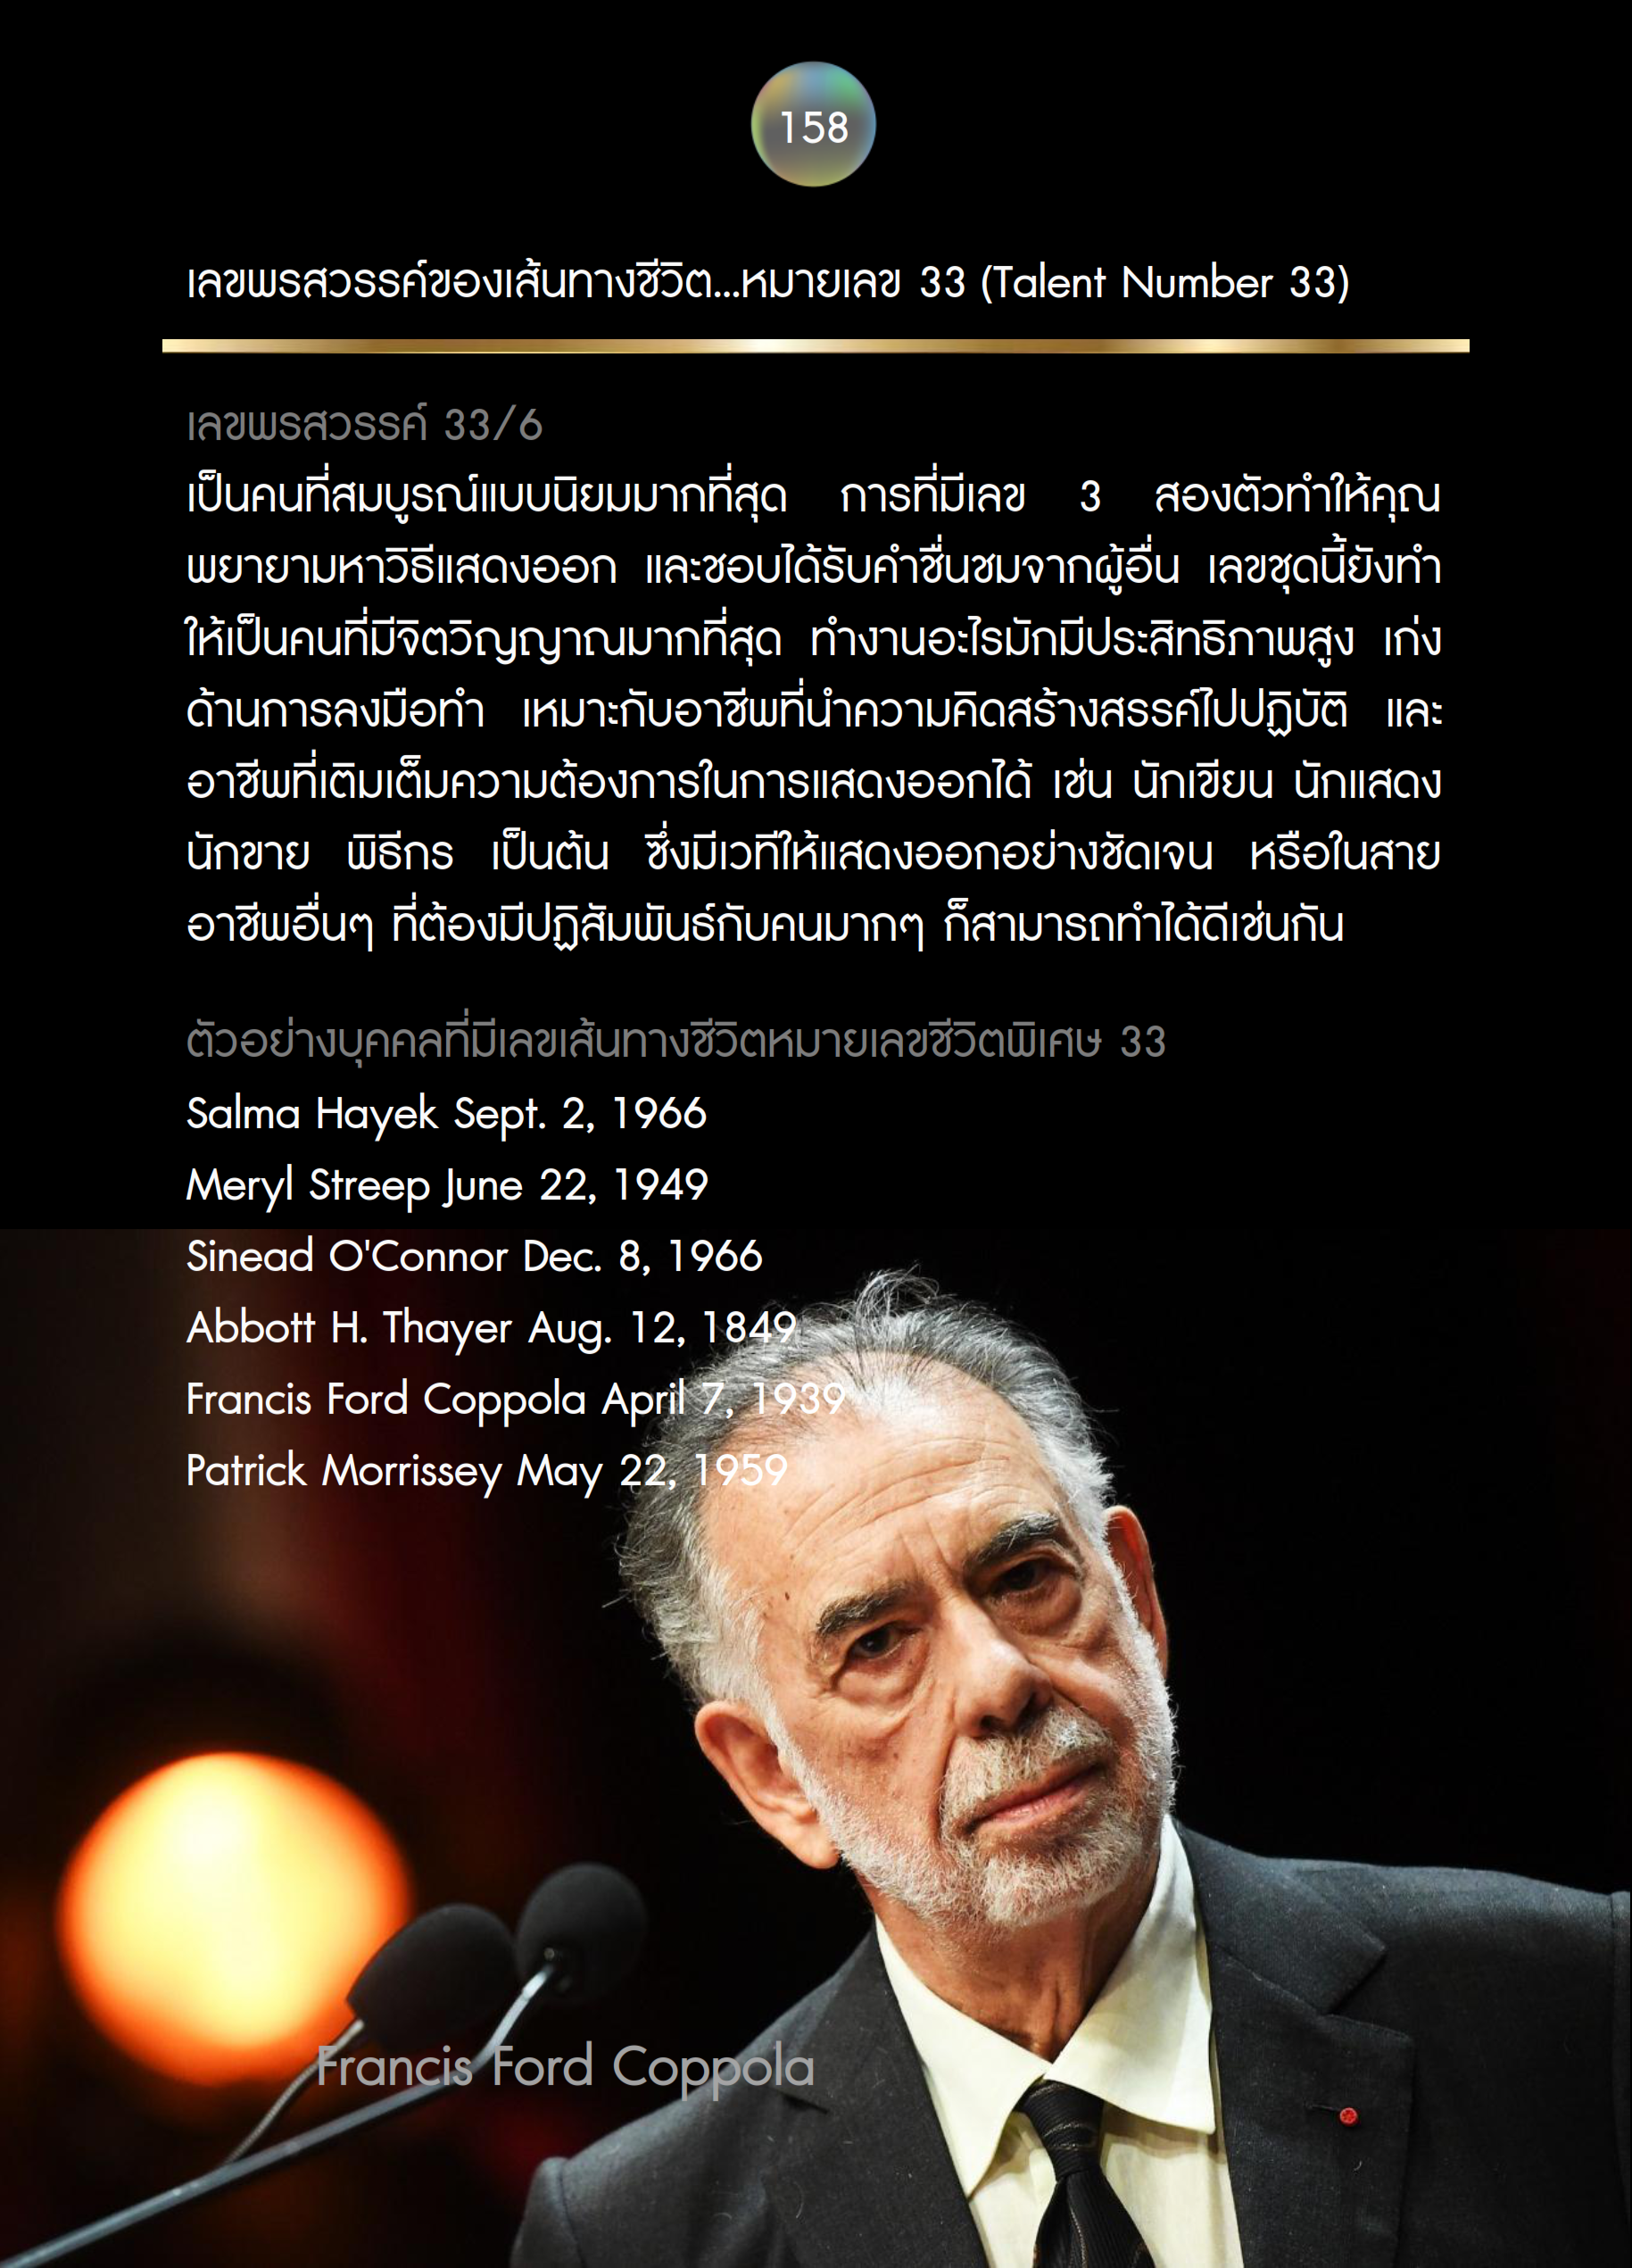 158
เลขพรสวรรค์ของเส้นทางชีวิต...หมายเลข 33 (Talent Number 33)
เลขพรสวรรค์ 33/6
เป็นคนที่สมบูรณ์แบบนิยมมากที่สุด การที่มีเลข 3 สองตัวทำให้คุณ
พยายามหาวิธีแสดงออก และชอบได้รับคำชื่นชมจากผู้อื่น เลขชุดนี้ยังทำ
ให้เป็นคนที่มีจิตวิญญาณมากที่สุด ทำงานอะไรมักมีประสิทธิภาพสูง เก่ง
ด้านการลงมือทำ เหมาะกับอาชีพที่นำความคิดสร้างสรรค์ไปปฏิบัติ และ
อาชีพที่เติมเต็มความต้องการในการแสดงออกได้ เช่น นักเขียน นักแสดง
นักขาย พิธีกร เป็นต้น ซึ่งมีเวทีให้แสดงออกอย่างชัดเจน หรือในสาย
อาชีพอื่นๆ ที่ต้องมีปฏิสัมพันธ์กับคนมากๆ ก็สามารถทำได้ดีเช่นกัน
ตัวอย่างบุคคลที่มีเลขเส้นทางชีวิตหมายเลขชีวิตพิเศษ 33
Salma Hayek Sept. 2, 1966
Meryl Streep June 22, 1949
Sinead O'Connor Dec. 8, 1966
Abbott H. Thayer Aug. 12, 1849
Francis Ford Coppola April 7, 1939
Patrick Morrissey May 22, 1959
Francis Ford Coppola